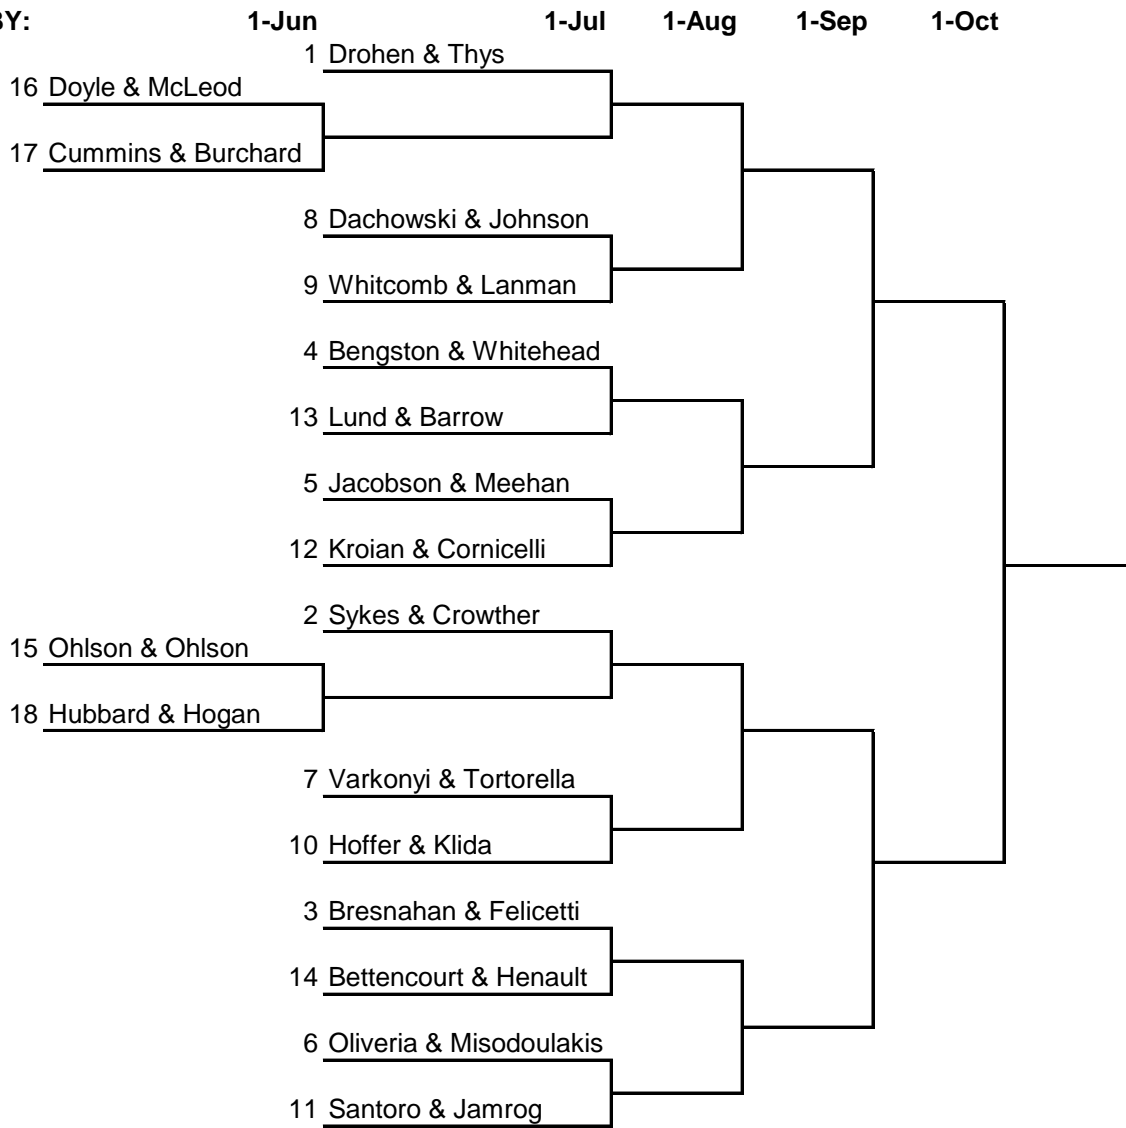 BY: 1-Jun 1-Jul 1-Aug 1-Sep 1-Oct
1 Drohen & Thys
16 Doyle & McLeod
17 Cummins & Burchard
8 Dachowski & Johnson
9 Whitcomb & Lanman
4 Bengston & Whitehead
13 Lund & Barrow
5 Jacobson & Meehan
12 Kroian & Cornicelli
2 Sykes & Crowther
15 Ohlson & Ohlson
18 Hubbard & Hogan
7 Varkonyi & Tortorella
10 Hoffer & Klida
3 Bresnahan & Felicetti
14 Bettencourt & Henault
6 Oliveria & Misodoulakis
11 Santoro & Jamrog